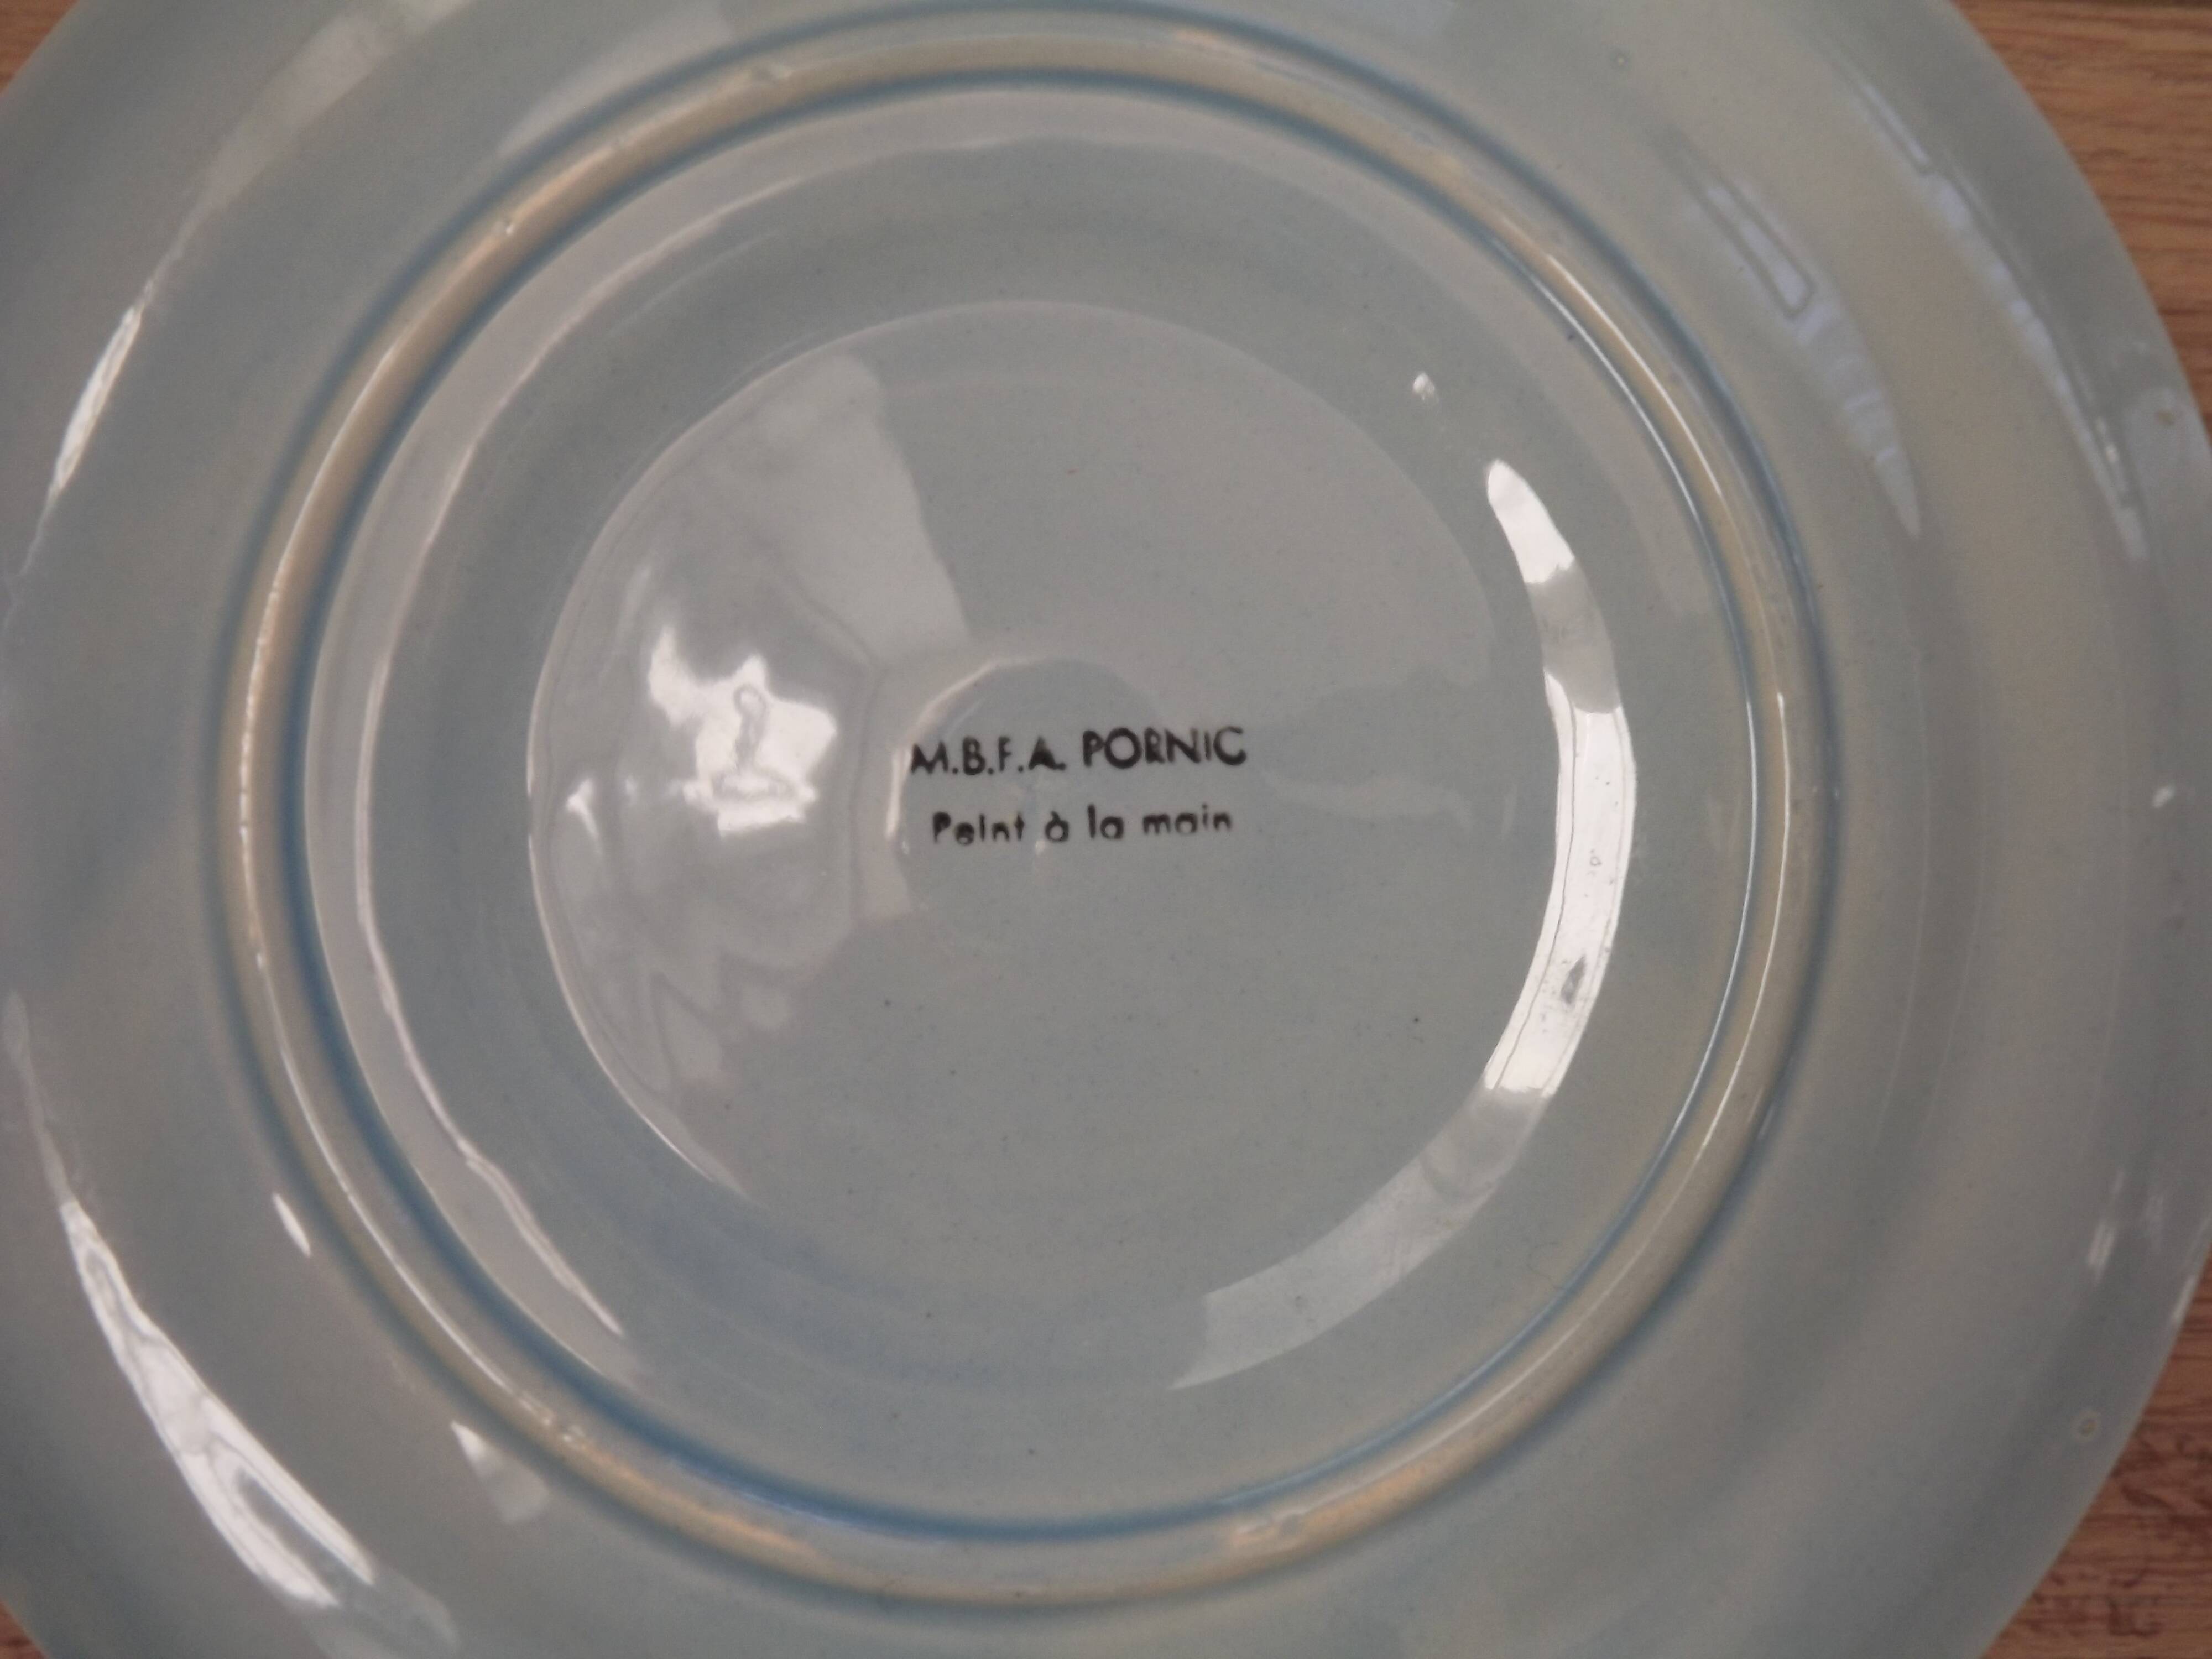 M.B.F.A. PORNIC
Peint à la main